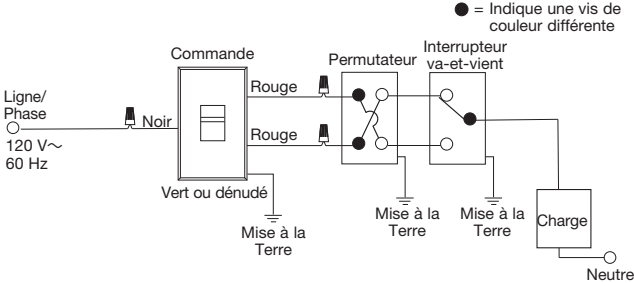 = Indique une vis de
couleur différente
Commande
Permutateur
Interrupteur
va-et-vient
Ligne/
Phase
120 V~
60 Hz
Noir
Rouge
Rouge
Vert ou dénudé
Mise à la
Terre
Mise à la
Terre
Mise à la
Terre
Charge
Neutre